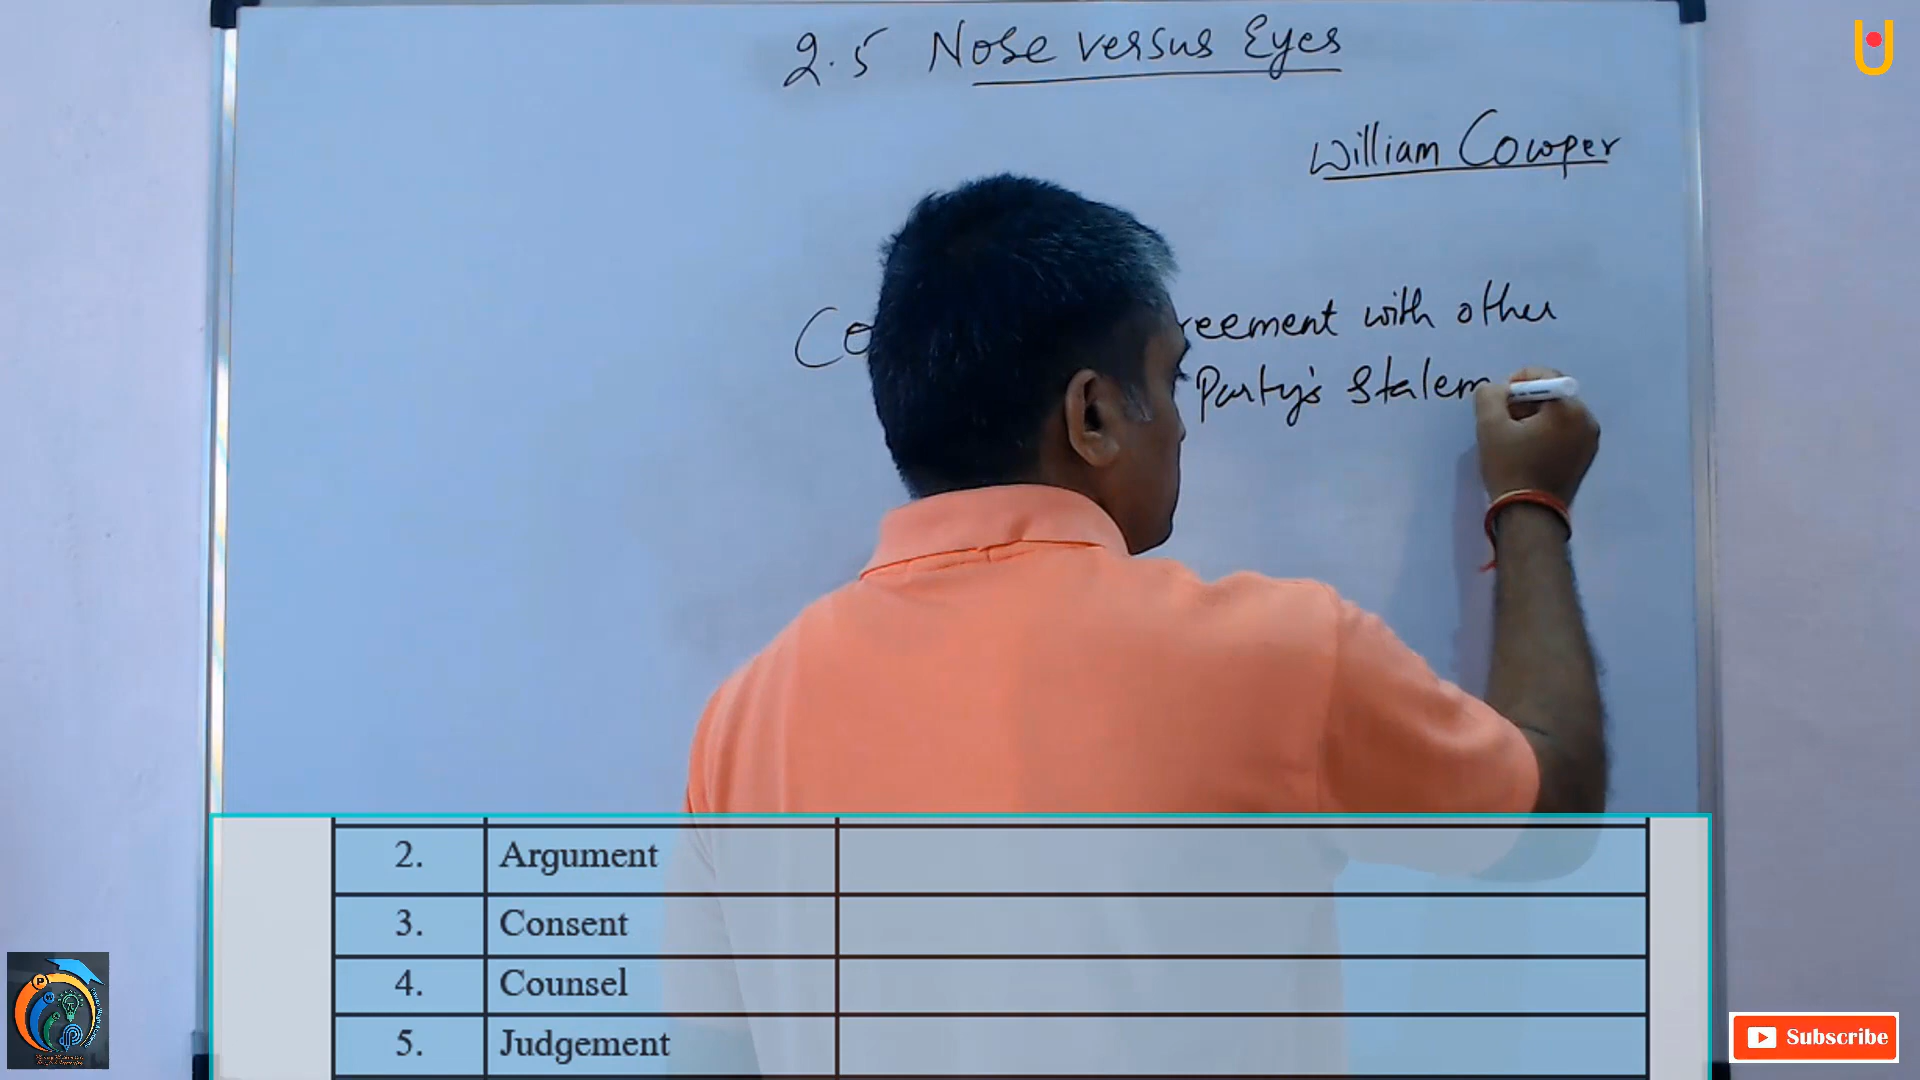 2.5 Nose versus Eyes
William Cowper
Co reement with other
Party's Statem
2. Argument
3. Consent
4. Counsel
5. Judgement
Subscribe